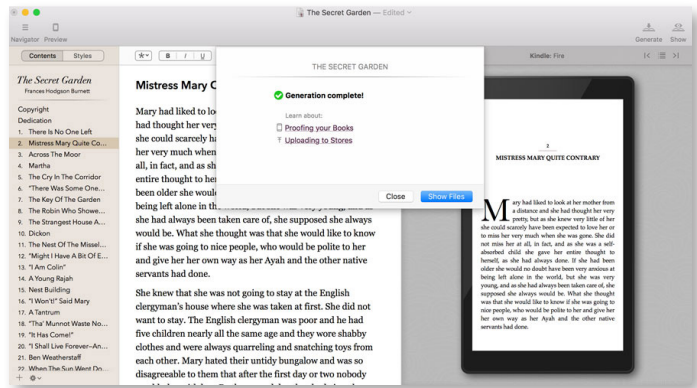 The Secret Garden — Edited
Navigator Preview
Generate Show
Contents Styles
B I U
Kindle: Fire
The Secret Garden
Frances Hodgson Burnett
Copyright
Dedication
1. There Is No One Left
2. Mistress Mary Quite Co...
3. Across The Moor
4. Martha
5. The Cry In The Corridor
6. "There Was Some One...
7. The Key Of The Garden
8. The Robin Who Showe...
9. The Strangest House A...
10. Dickon
11. The Nest Of The Missel...
12. "Might I Have A Bit Of E...
13. "I Am Colin"
14. A Young Rajah
15. Nest Building
16. "I Won't!" Said Mary
17. A Tantrum
18. "Tha' Munnot Waste No...
19. "It Has Come!"
20. "I Shall Live Forever–An...
21. Ben Weatherstaff
22. When The Sun Went Do...
Mistress Mary Q
Mary had liked to lo
had thought her very
she could scarcely ha
her very much when
all, in fact, and as sh
entire thought to her
been older she woul
being left alone in the
she had always been taken care of, she supposed she always
would be. What she thought was that she would like to know
if she was going to nice people, who would be polite to her
and give her her own way as her Ayah and the other native
servants had done.
She knew that she was not going to stay at the English
clergyman's house where she was taken at first. She did not
want to stay. The English clergyman was poor and he had
five children nearly all the same age and they wore shabby
clothes and were always quarreling and snatching toys from
each other. Mary hated their untidy bungalow and was so
disagreeable to them that after the first day or two nobody
THE SECRET GARDEN
Generation complete!
Learn about:
Proofing your Books
Uploading to Stores
Close Show Files
2
MISTRESS MARY QUITE CONTRARY
Mary had liked to look at her mother from
a distance and she had thought her very
pretty, but as she knew very little of her
she could scarcely have been expected to love her or
to miss her very much when she was gone. She did
not miss her at all, in fact, and as she was a self-
absorbed child she gave her entire thought to
herself, as she had always done. If she had been
older she would no doubt have been very anxious at
being left alone in the world, but she was very
young, and as she had always been taken care of, she
supposed she always would be. What she thought
was that she would like to know if she was going to
nice people, who would be polite to her and give her
her own way as her Ayah and the other native
servants had done.